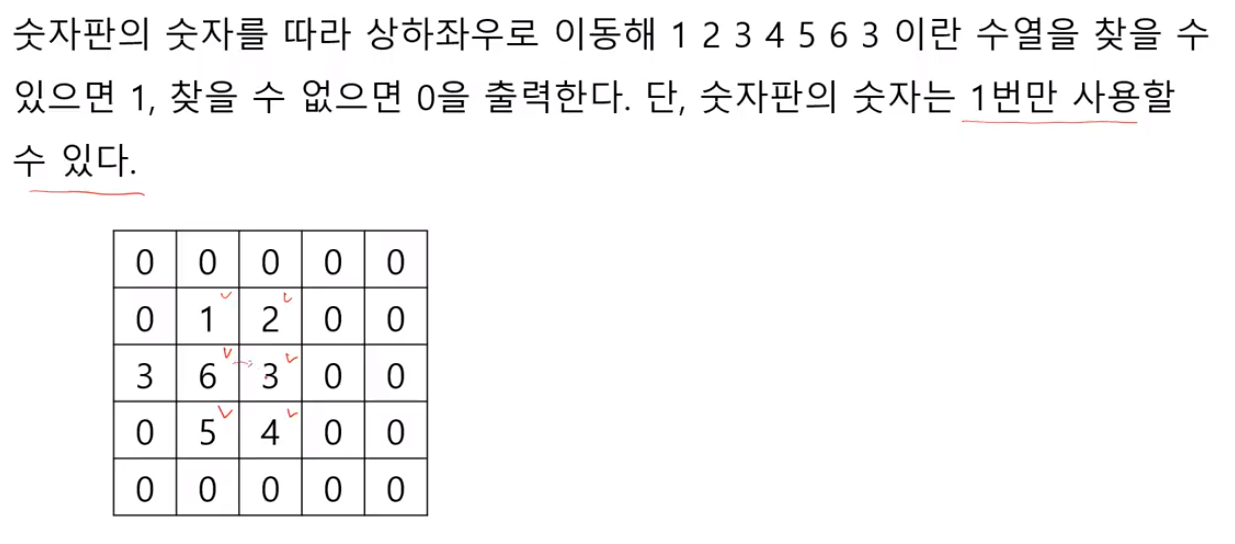 숫자판의 숫자를 따라 상하좌우로 이동해 1 2 3 4 5 6 3 이란 수열을 찾을 수
있으면 1, 찾을 수 없으면 0을 출력한다. 단, 숫자판의 숫자는 1번만 사용할
수 있다.
0 0 0 0 0
0 1 2 0 0
3 6 3 0 0
0 5 4 0 0
0 0 0 0 0